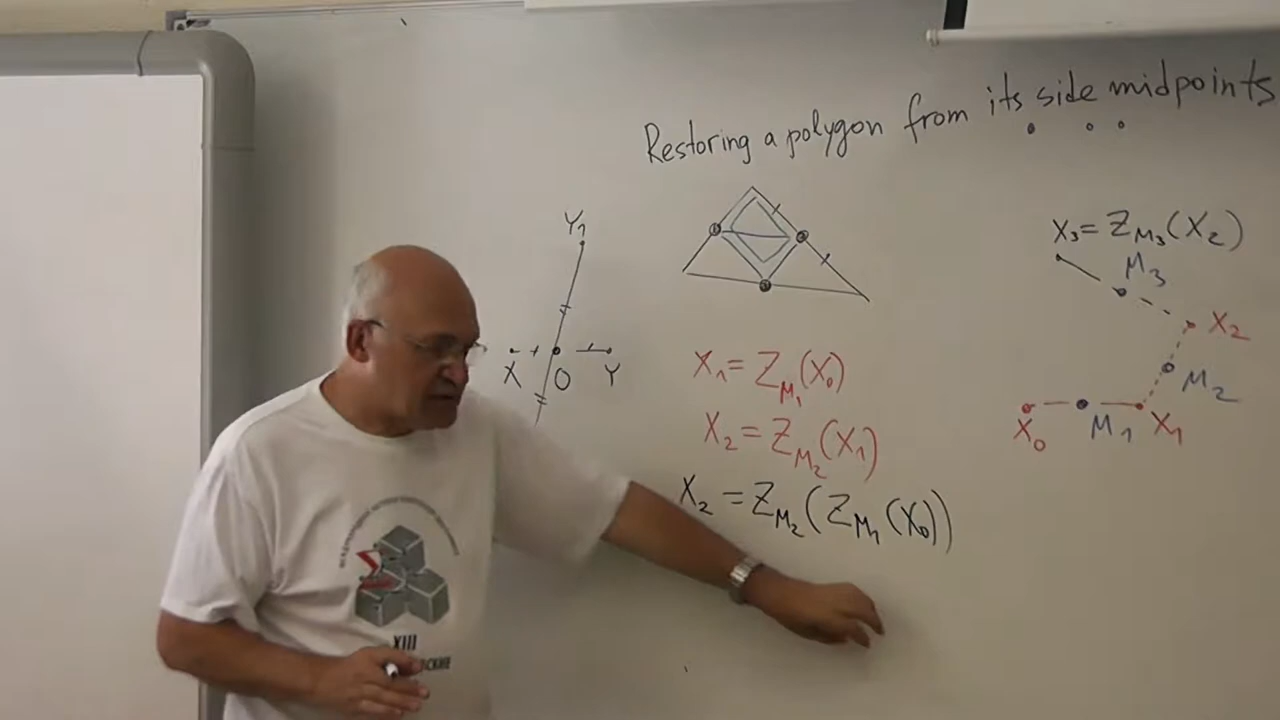 Restoring a polygon from its side midpoints
Y₁
X O Y
X₁ = Z_M₁(X₀)
X₂ = Z_M₂(X₁)
X₂ = Z_M₂(Z_M₁(X₀))
X₃ = Z_M₃(X₂)
M₃
X₂
M₂
X₀ M₁ X₁
XIII